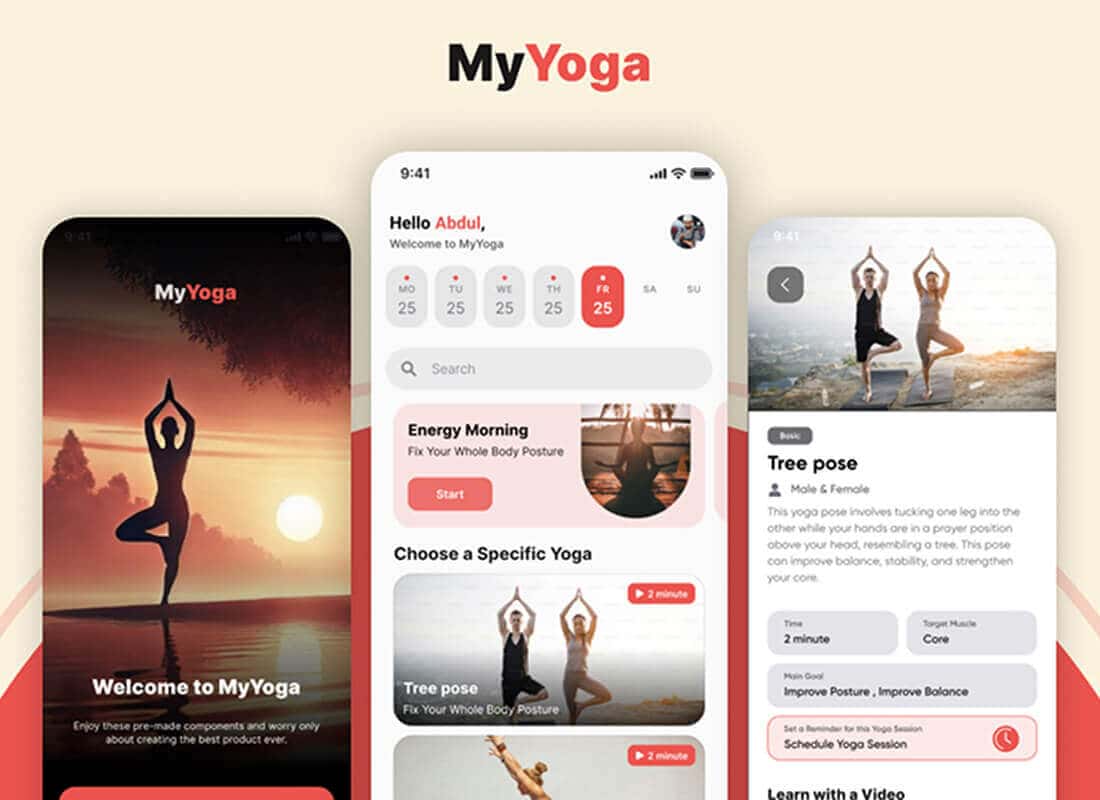 MyYoga
9:41
MyYoga
Welcome to MyYoga
Enjoy these pre-made components and worry only
about creating the best product ever.
9:41
Hello Abdul,
Welcome to MyYoga
MO TU WE TH FR SA SU
25 25 25 25 25
Search
Energy Morning
Fix Your Whole Body Posture
Start
Choose a Specific Yoga
2 minute
Tree pose
Fix Your Whole Body Posture
2 minute
9:41
Basic
Tree pose
Male & Female
This yoga pose involves tucking one leg into the
other while your hands are in a prayer position
above your head, resembling a tree. This pose
can improve balance, stability, and strengthen
your core.
Time
2 minute
Target Muscle
Core
Main Goal
Improve Posture , Improve Balance
Set a Reminder for this Yoga Session
Schedule Yoga Session
Learn with a Video